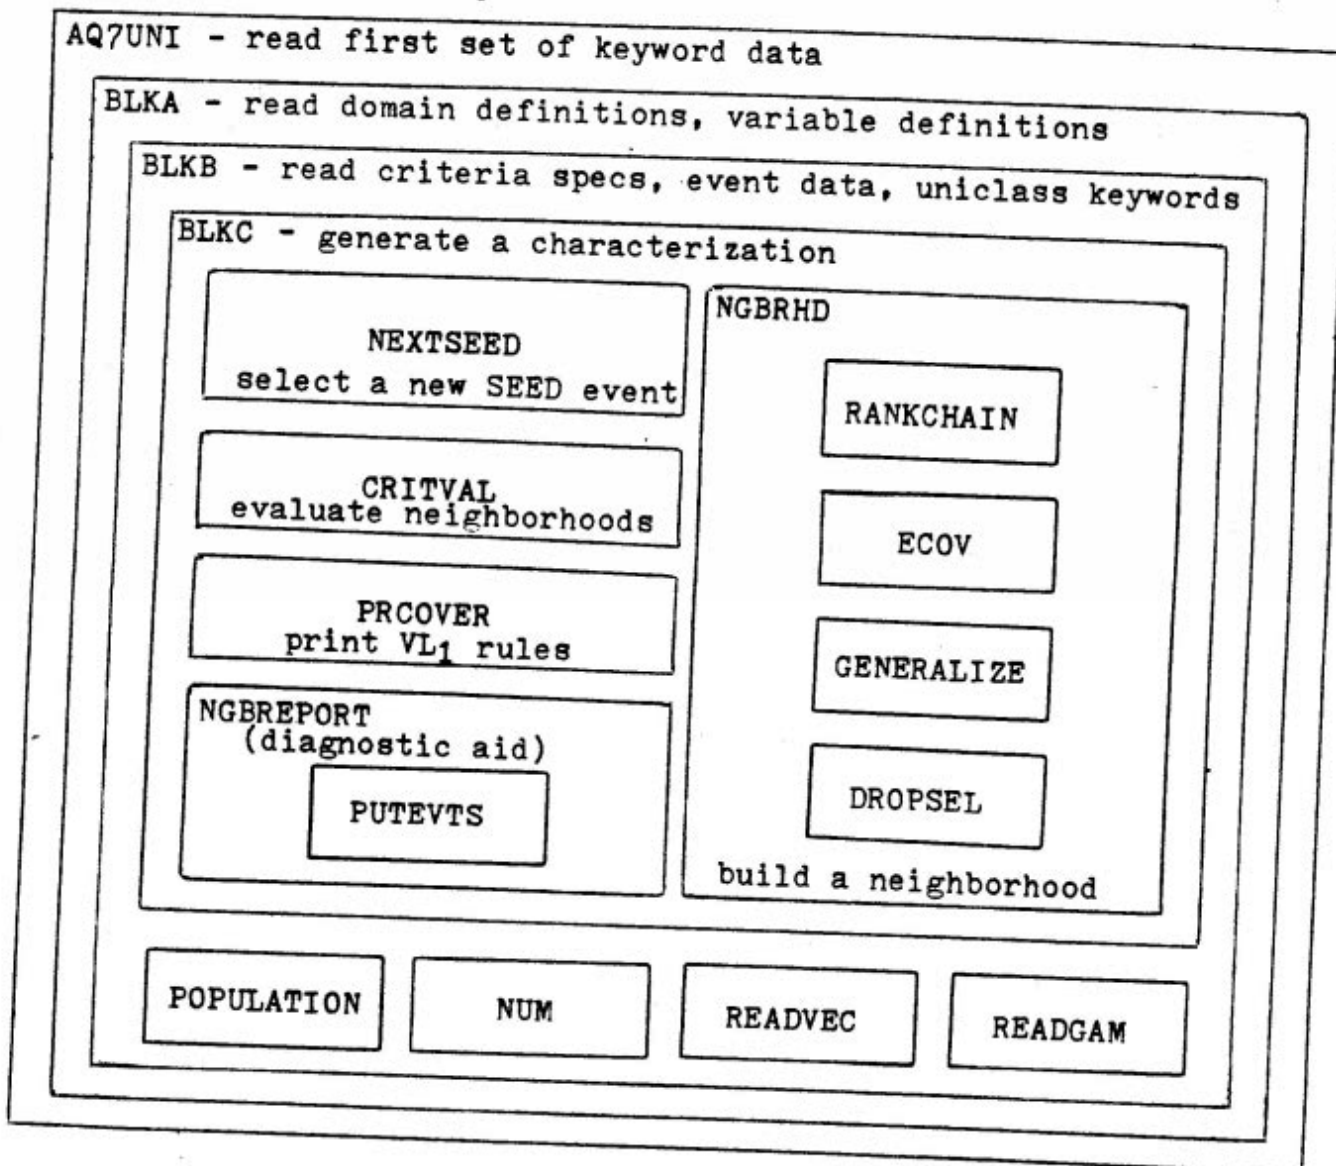 AQ7UNI - read first set of keyword data
BLKA - read domain definitions, variable definitions
BLKB - read criteria specs, event data, uniclass keywords
BLKC - generate a characterization
NEXTSEED
select a new SEED event
CRITVAL
evaluate neighborhoods
PRCOVER
print VL₁ rules
NGBREPORT
(diagnostic aid)
PUTEVTS
NGBRHD
RANKCHAIN
ECOV
GENERALIZE
DROPSEL
build a neighborhood
POPULATION
NUM
READVEC
READGAM